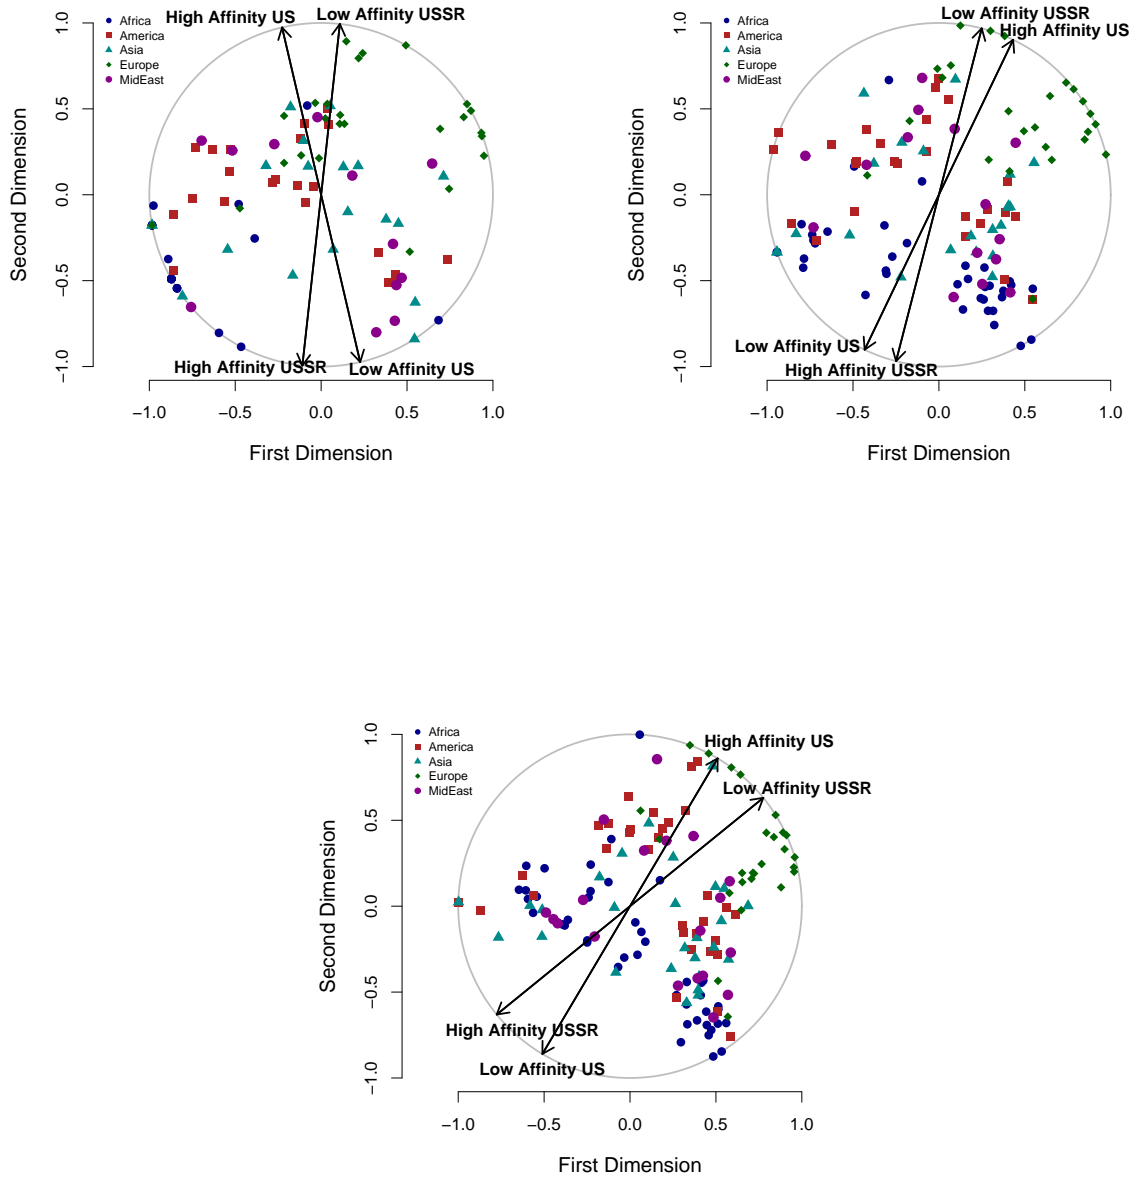 High Affinity US
Low Affinity USSR
Africa
America
Asia
Europe
MidEast
1.0
0.5
0.0
−0.5
−1.0
Second Dimension
High Affinity USSR
Low Affinity US
−1.0
−0.5
0.0
0.5
1.0
First Dimension
Low Affinity USSR
High Affinity US
Africa
America
Asia
Europe
MidEast
1.0
0.5
0.0
−0.5
−1.0
Second Dimension
Low Affinity US
High Affinity USSR
−1.0
−0.5
0.0
0.5
1.0
First Dimension
Africa
America
Asia
Europe
MidEast
High Affinity US
Low Affinity USSR
1.0
0.5
0.0
−0.5
−1.0
Second Dimension
High Affinity USSR
Low Affinity US
−1.0
−0.5
0.0
0.5
1.0
First Dimension